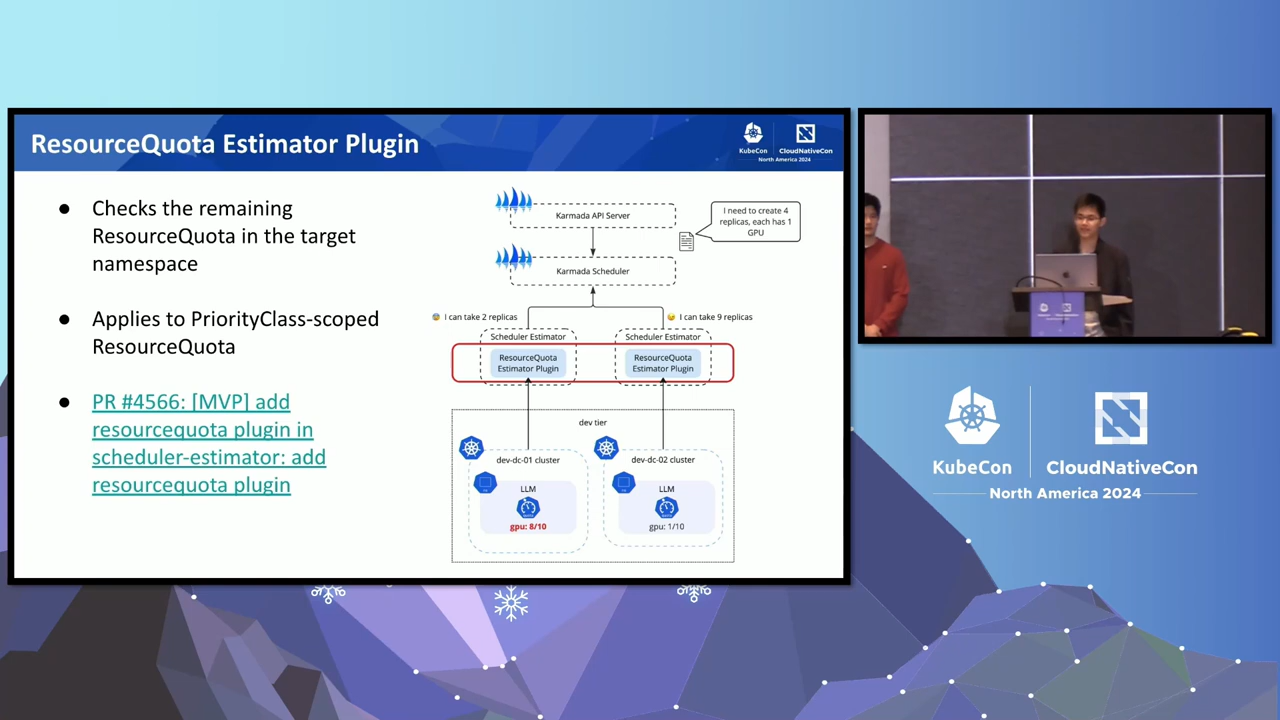 ResourceQuota Estimator Plugin
KubeCon
CloudNativeCon
North America 2024
Checks the remaining
ResourceQuota in the target
namespace
Applies to PriorityClass-scoped
ResourceQuota
PR #4566: [MVP] add
resourcequota plugin in
scheduler-estimator: add
resourcequota plugin
Karmada API Server
I need to create 4
replicas, each has 1
GPU
Karmada Scheduler
I can take 2 replicas
I can take 9 replicas
Scheduler Estimator
Scheduler Estimator
ResourceQuota
Estimator Plugin
ResourceQuota
Estimator Plugin
dev tier
dev-dc-01 cluster
dev-dc-02 cluster
LLM
LLM
gpu: 8/10
gpu: 1/10
KubeCon
CloudNativeCon
North America 2024